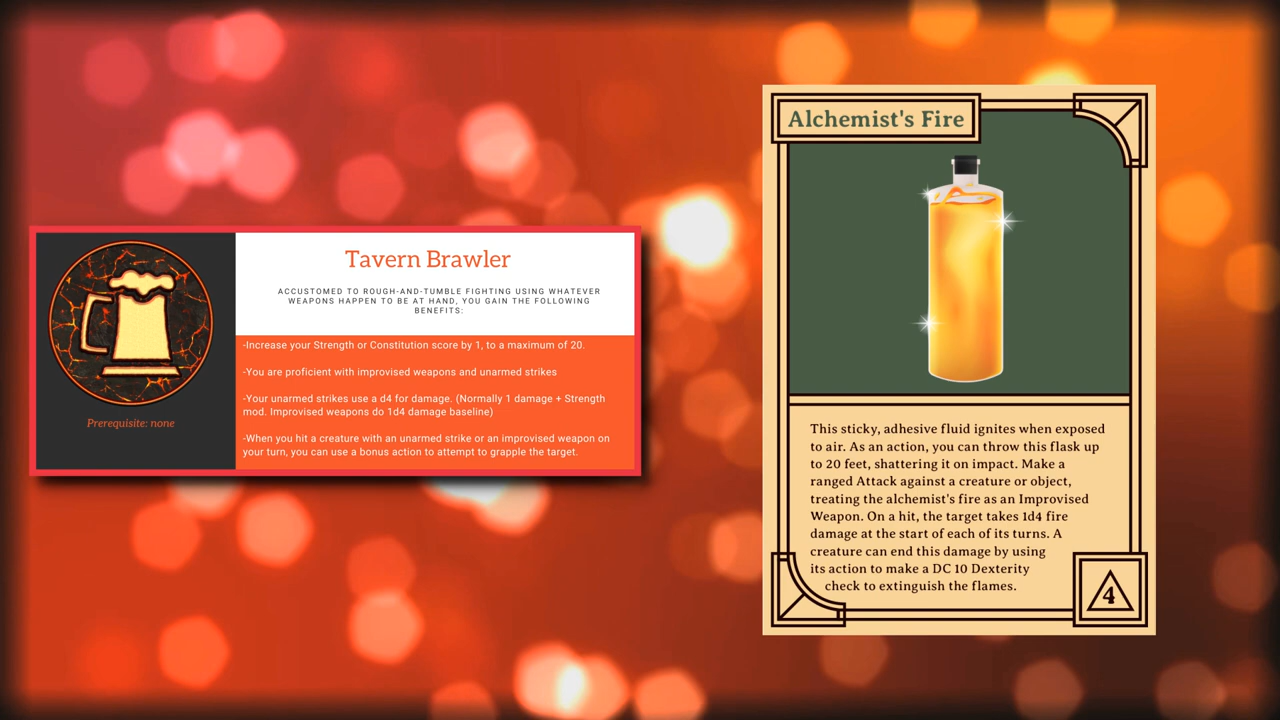 Tavern Brawler
ACCUSTOMED TO ROUGH-AND-TUMBLE FIGHTING USING WHATEVER
WEAPONS HAPPEN TO BE AT HAND, YOU GAIN THE FOLLOWING
BENEFITS:
Prerequisite: none
-Increase your Strength or Constitution score by 1, to a maximum of 20.
-You are proficient with improvised weapons and unarmed strikes
-Your unarmed strikes use a d4 for damage. (Normally 1 damage + Strength
mod. Improvised weapons do 1d4 damage baseline)
-When you hit a creature with an unarmed strike or an improvised weapon on
your turn, you can use a bonus action to attempt to grapple the target.
Alchemist's Fire
This sticky, adhesive fluid ignites when exposed
to air. As an action, you can throw this flask up
to 20 feet, shattering it on impact. Make a
ranged Attack against a creature or object,
treating the alchemist's fire as an Improvised
Weapon. On a hit, the target takes 1d4 fire
damage at the start of each of its turns. A
creature can end this damage by using
its action to make a DC 10 Dexterity
check to extinguish the flames.
4